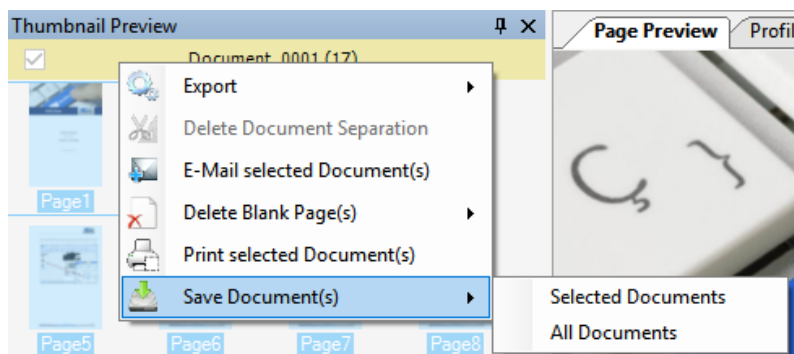 Thumbnail Preview
Page Preview
Profil
Document_0001 (17)
Export
Delete Document Separation
E-Mail selected Document(s)
Page1
Delete Blank Page(s)
Print selected Document(s)
Save Document(s)
Selected Documents
All Documents
Page5
Page6
Page7
Page8
Ç }